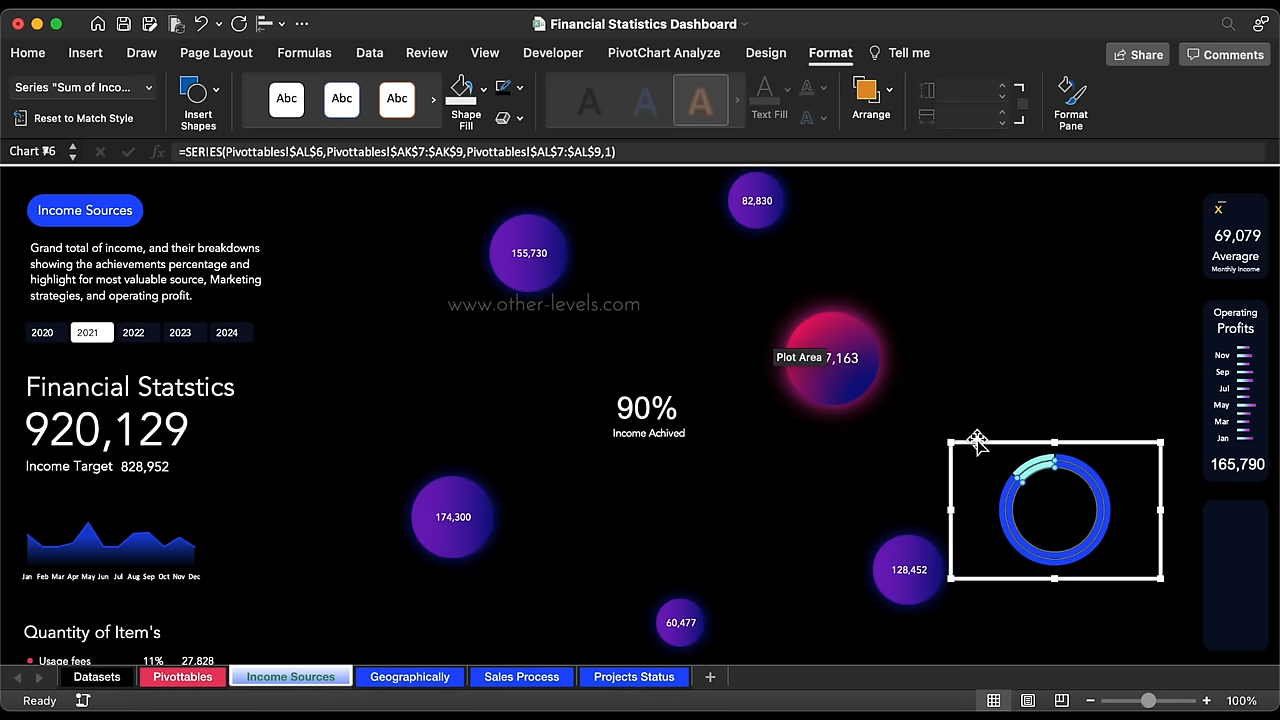 Financial Statistics Dashboard
Home Insert Draw Page Layout Formulas Data Review View Developer PivotChart Analyze Design Format Tell me
Share Comments
Series "Sum of Inco...
Reset to Match Style
Insert Shapes
Abc Abc Abc
Shape Fill
Text Fill
Arrange
Format Pane
=SERIES(Pivottables!$AL$6,Pivottables!$AK$7:$AK$9,Pivottables!$AL$7:$AL$9,1)
Income Sources
Grand total of income, and their breakdowns
showing the achievements percentage and
highlight for most valuable source, Marketing
strategies, and operating profit.
2020 2021 2022 2023 2024
Financial Statstics
920,129
Income Target 828,952
Jan Feb Mar Apr May Jun Jul Aug Sep Oct Nov Dec
Quantity of Item's
Usage fees 11% 27,828
82,830
155,730
www.other-levels.com
Plot Area 7,163
90%
Income Achived
174,300
128,452
60,477
x
69,079
Averagre
Monthly Income
Operating
Profits
Nov
Sep
Jul
May
Mar
Jan
165,790
Datasets Pivottables Income Sources Geographically Sales Process Projects Status
Ready
100%